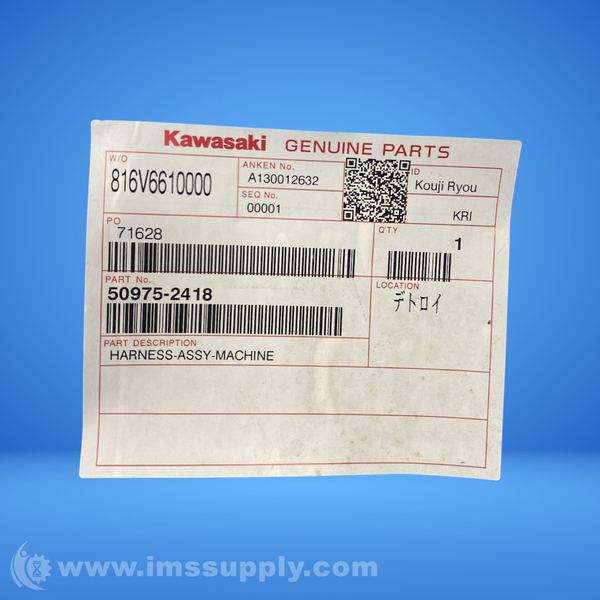 Kawasaki GENUINE PARTS
W/O
816V6610000
ANKEN No.
A130012632
SEQ No.
00001
ID
Kouji Ryou
KRI
PO
71628
Q'TY
1
PART No.
50975-2418
LOCATION
デトロイ
PART DESCRIPTION
HARNESS-ASSY-MACHINE
www.imssupply.com